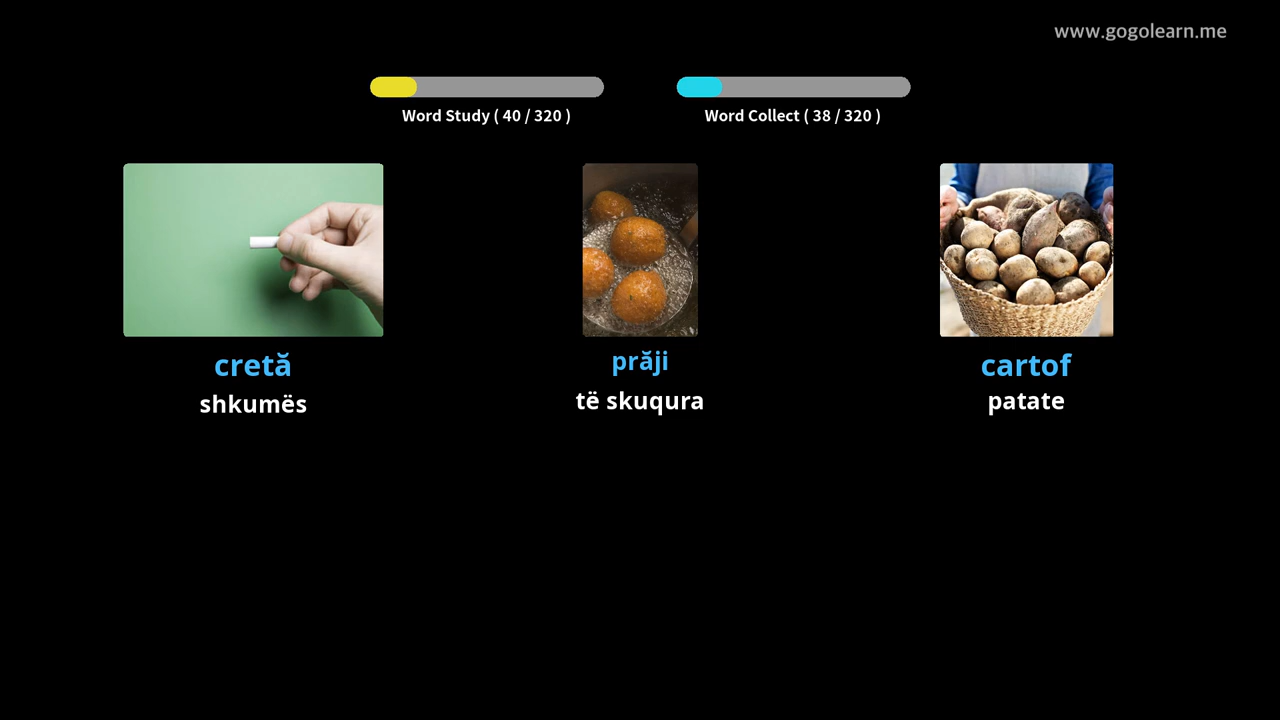 www.gogolearn.me
Word Study ( 40 / 320 )
Word Collect ( 38 / 320 )
cretă
shkumës
prăji
të skuqura
cartof
patate